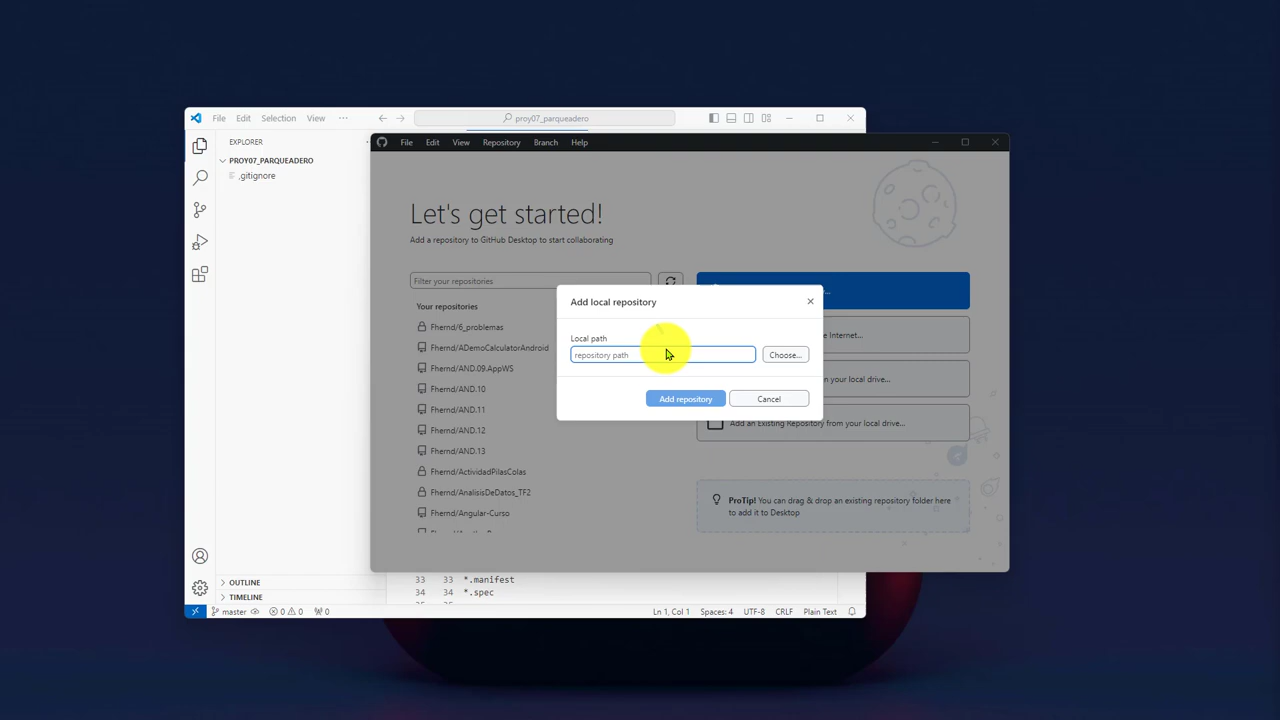 File Edit Selection View ...
proy07_parqueadero
EXPLORER
PROY07_PARQUEADERO
.gitignore
File Edit View Repository Branch Help
Let's get started!
Add a repository to GitHub Desktop to start collaborating
Filter your repositories
Your repositories
Fhernd/6_problemas
Fhernd/ADemoCalculatorAndroid
Fhernd/AND.09.AppWS
Fhernd/AND.10
Fhernd/AND.11
Fhernd/AND.12
Fhernd/AND.13
Fhernd/ActividadPilasColas
Fhernd/AnalisisDeDatos_TF2
Fhernd/Angular-Curso
...
Internet...
n your local drive...
Add an Existing Repository from your local drive...
ProTip! You can drag & drop an existing repository folder here
to add it to Desktop
Add local repository
Local path
repository path
Choose...
Add repository
Cancel
OUTLINE
TIMELINE
33 33 *.manifest
34 34 *.spec
master
0 0 0
Ln 1, Col 1 Spaces: 4 UTF-8 CRLF Plain Text